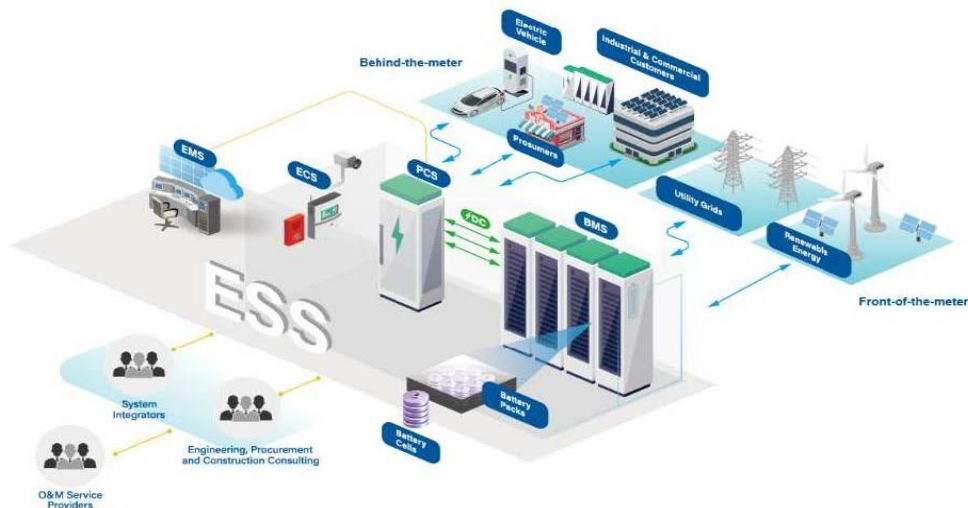 Electric
Vehicle
Industrial & Commercial
Customers
Behind-the-meter
EMS
ECS
PCS
Prosumers
Utility Grids
DC
BMS
Renewable
Energy
Front-of-the-meter
ESS
Battery
Packs
Battery
Cells
System
Integrators
Engineering, Procurement
and Construction Consulting
O&M Service
Providers